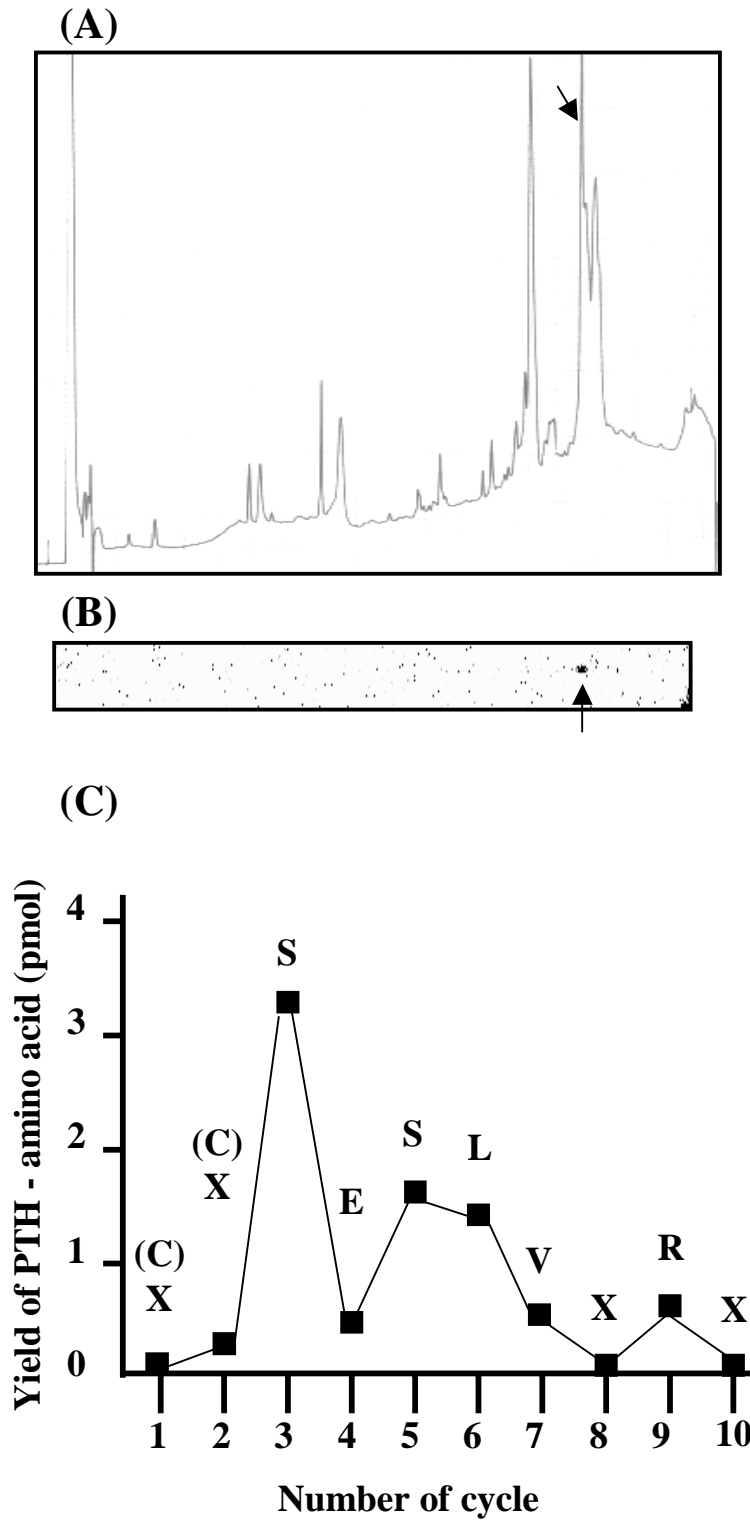 (A)
(B)
(C)
Yield of PTH - amino acid (pmol)
4
3
2
1
0
(C)
X
(C)
X
S
E
S
L
V
X
R
X
1 2 3 4 5 6 7 8 9 10
Number of cycle